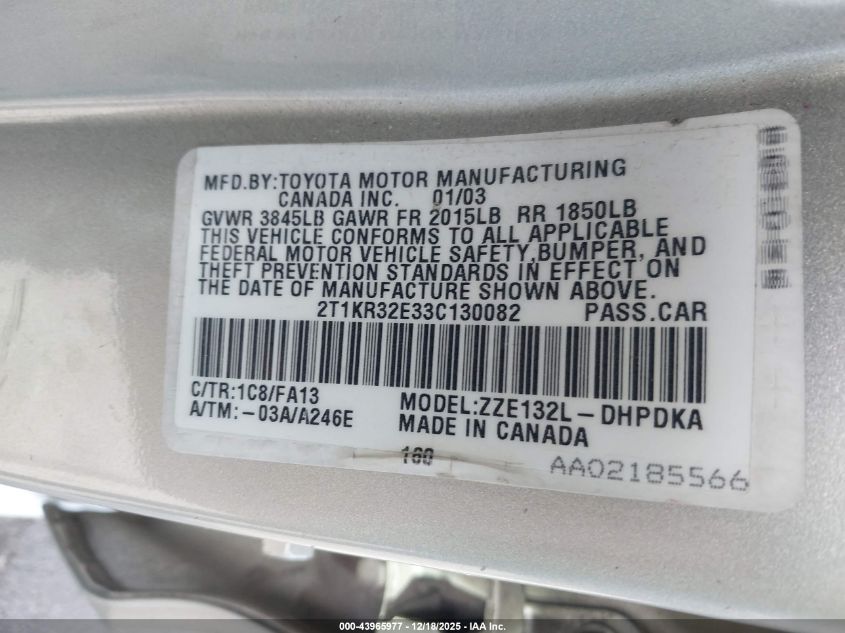 MFD.BY:TOYOTA MOTOR MANUFACTURING
CANADA INC. 01/03
GVWR 3845LB GAWR FR 2015LB RR 1850LB
THIS VEHICLE CONFORMS TO ALL APPLICABLE
FEDERAL MOTOR VEHICLE SAFETY,BUMPER, AND
THEFT PREVENTION STANDARDS IN EFFECT ON
THE DATE OF MANUFACTURE SHOWN ABOVE.
2T1KR32E33C130082 PASS.CAR
C/TR:1C8/FA13
A/TM:-03A/A246E
MODEL:ZZE132L-DHPDKA
MADE IN CANADA
160
AA02185566
000-43965977 - 12/18/2025 - IAA, Inc.